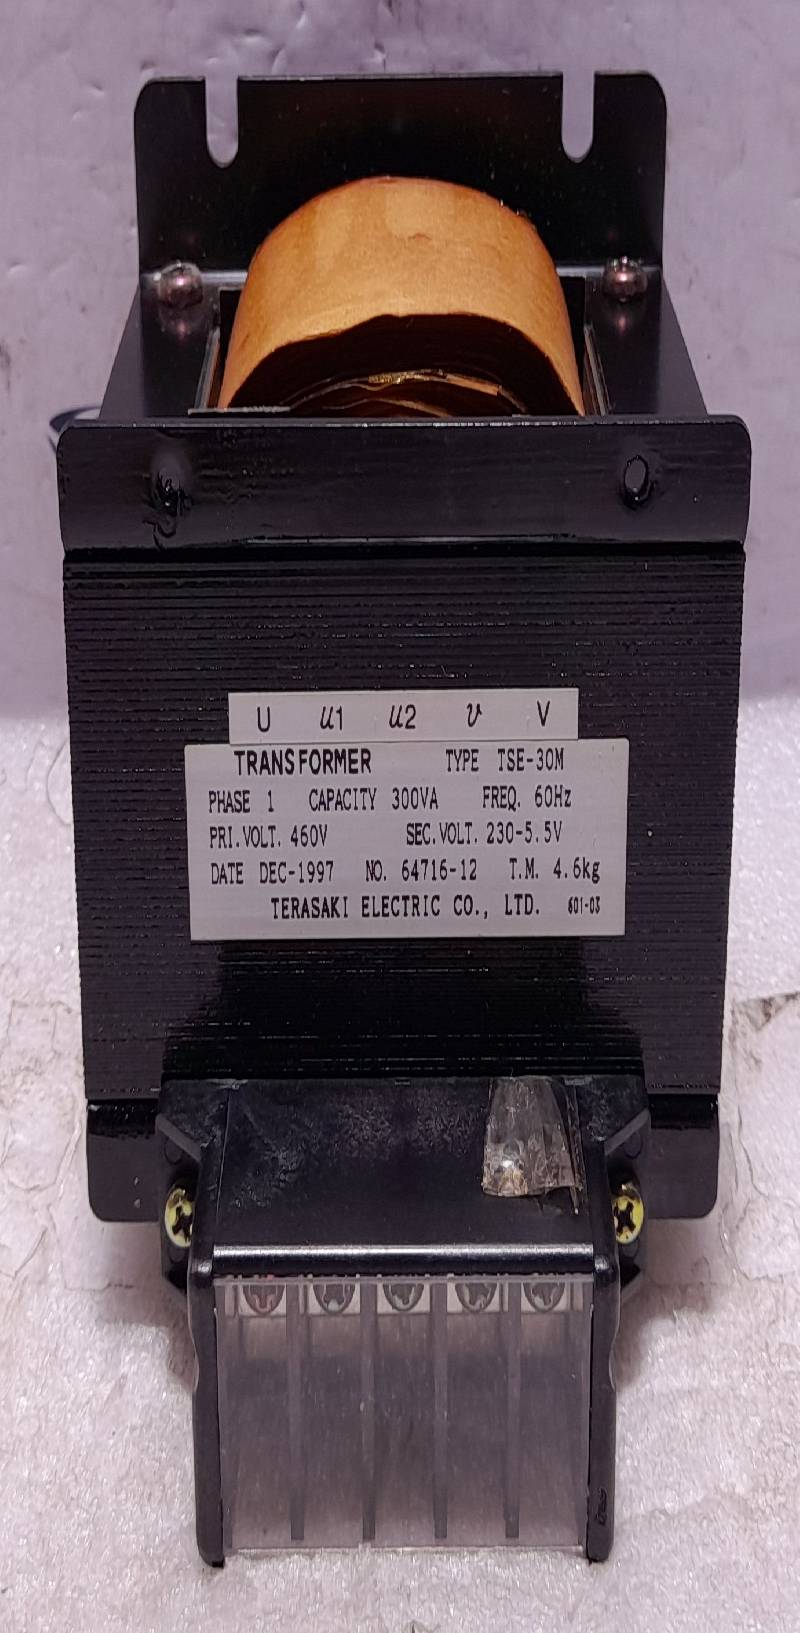 U u1 u2 v V
TRANSFORMER TYPE TSE-30M
PHASE 1 CAPACITY 300VA FREQ. 60Hz
PRI.VOLT. 460V SEC.VOLT. 230-5.5V
DATE DEC-1997 NO. 64716-12 T.M. 4.6kg
TERASAKI ELECTRIC CO., LTD. 601-03